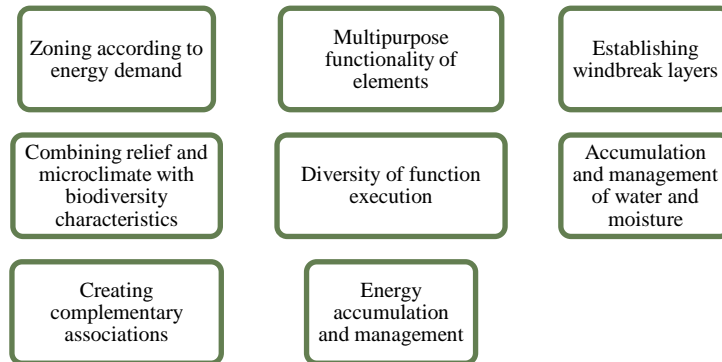 Zoning according to
energy demand
Multipurpose
functionality of
elements
Establishing
windbreak layers
Combining relief and
microclimate with
biodiversity
characteristics
Diversity of function
execution
Accumulation
and management
of water and
moisture
Creating
complementary
associations
Energy
accumulation
and management